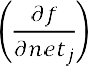 (∂f / ∂net_j)